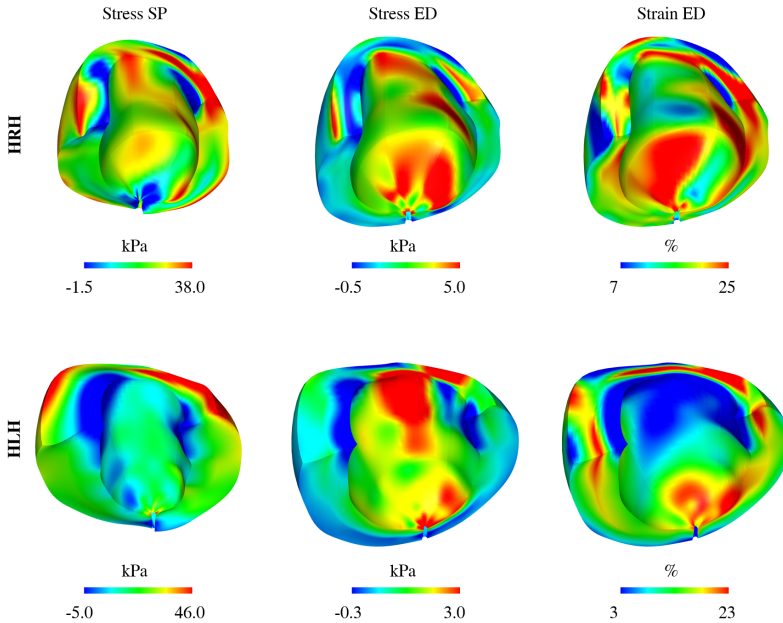 Stress SP Stress ED Strain ED
HRH
kPa kPa %
-1.5 38.0 -0.5 5.0 7 25
HLH
kPa kPa %
-5.0 46.0 -0.3 3.0 3 23